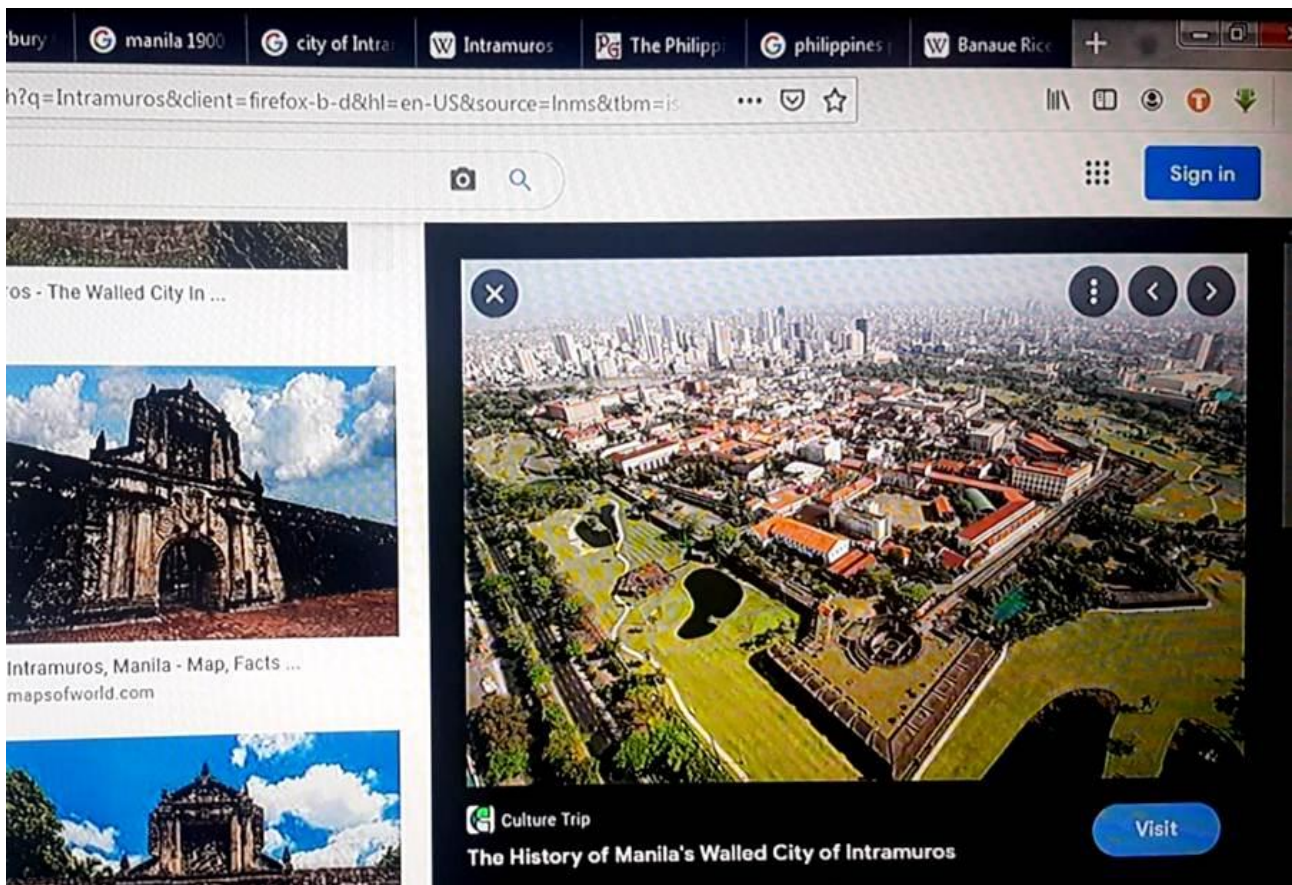 bury
manila 1900
city of Intra
Intramuros
The Philipp
philippines
Banaue Rice
h?q=Intramuros&client=firefox-b-d&hl=en-US&source=lnms&tbm=is
Sign in
os - The Walled City In ...
Intramuros, Manila - Map, Facts ...
mapsofworld.com
Culture Trip
The History of Manila's Walled City of Intramuros
Visit